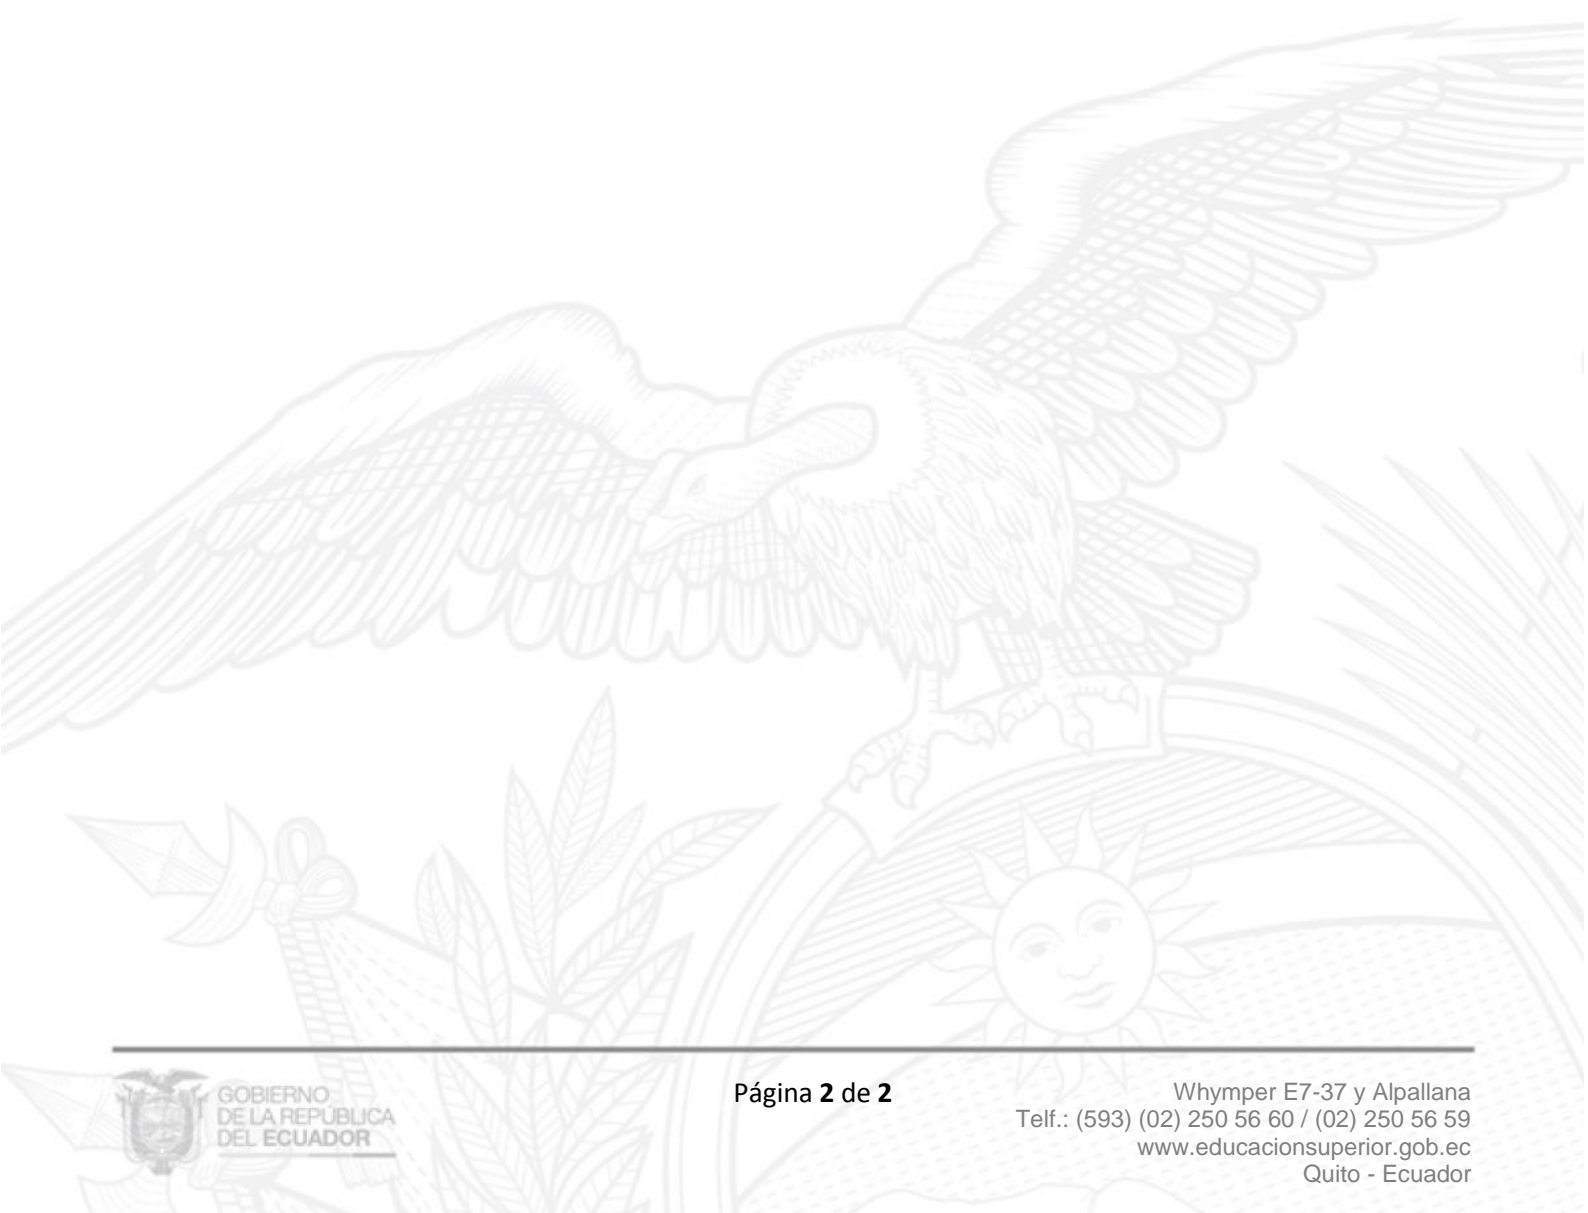 GOBIERNO
DE LA REPÚBLICA
DEL ECUADOR
Página 2 de 2
Whymper E7-37 y Alpallana
Telf.: (593) (02) 250 56 60 / (02) 250 56 59
www.educacionsuperior.gob.ec
Quito - Ecuador